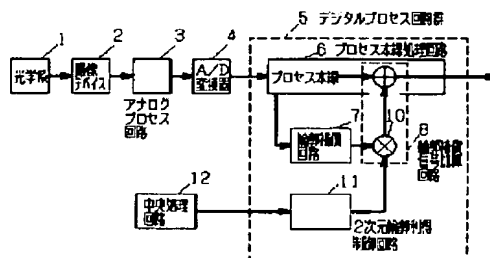 5 デジタルプロセス回路群
1
2
3
4
6 プロセス本線処理回路
光学系
撮像
デバイス
A/D
変換器
プロセス本線
アナログ
プロセス
回路
7
10
輪郭補償
回路
8
輪郭補償
信号加算
回路
12
11
中央処理
回路
2次元輪郭利得
制御回路